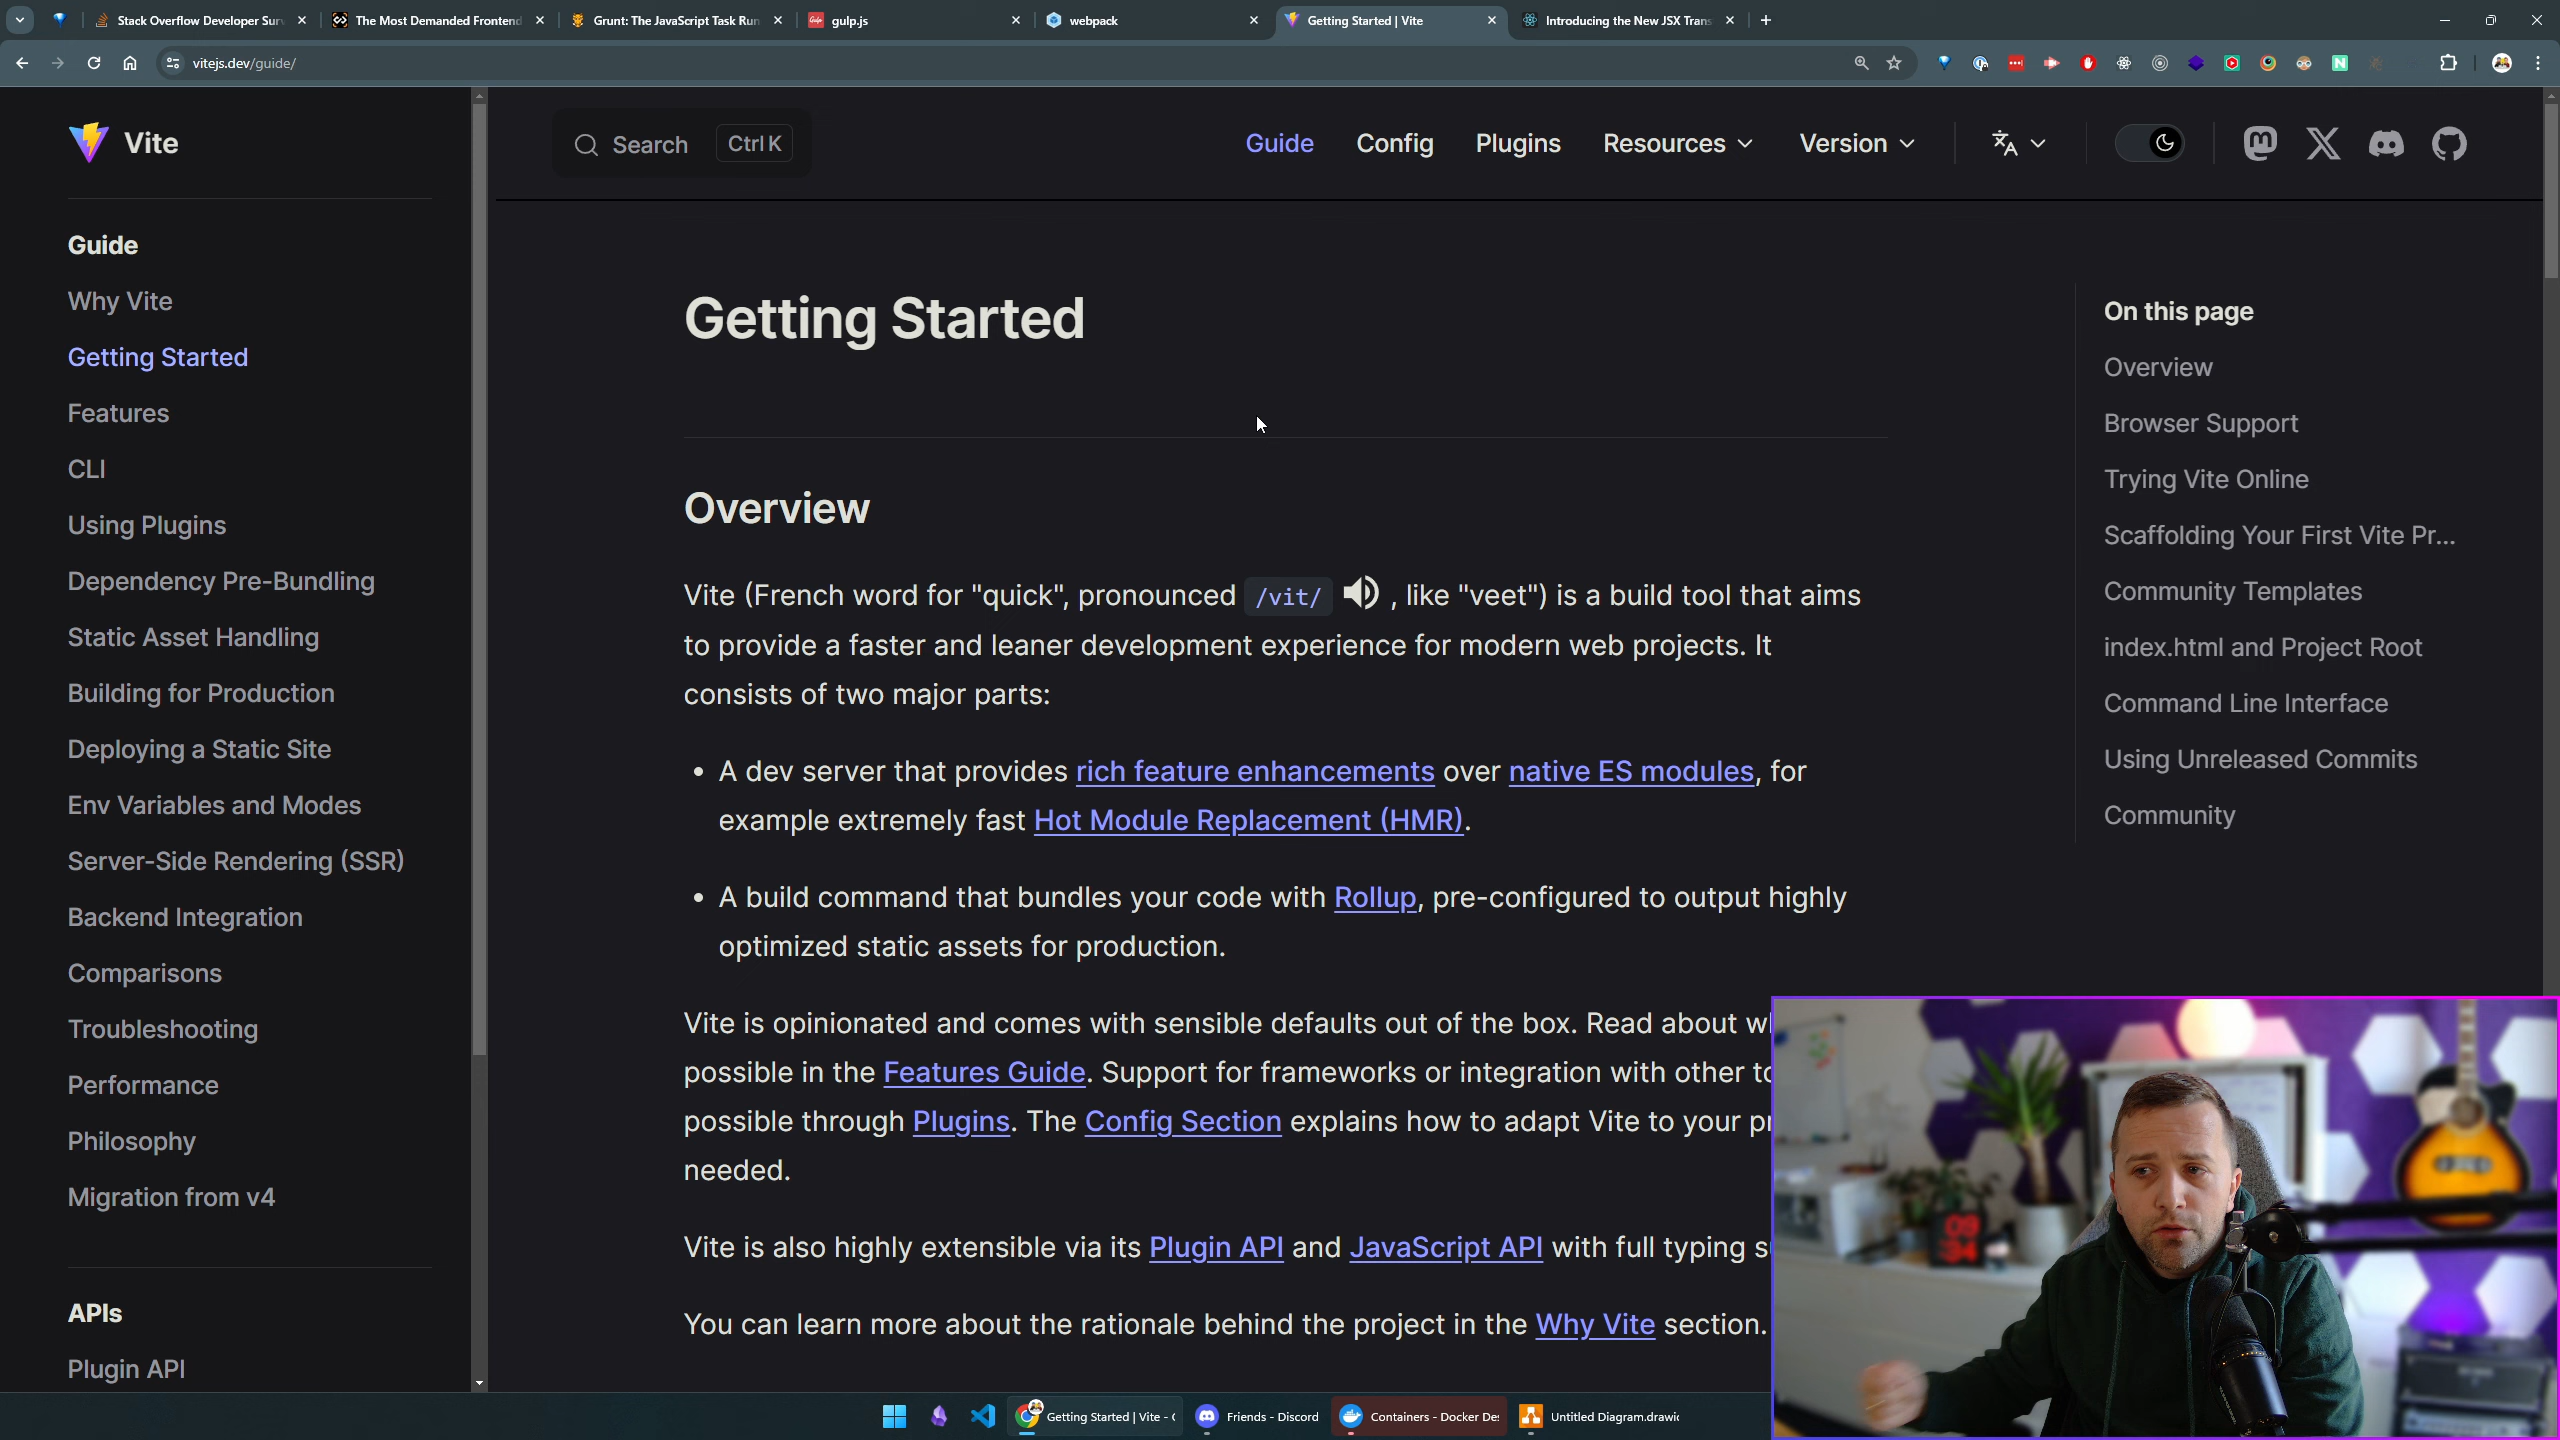 Stack Overflow Developer Surv
The Most Demanded Frontend
Grunt: The JavaScript Task Run
gulp.js
webpack
Getting Started | Vite
Introducing the New JSX Trans
vitejs.dev/guide/
Vite
Search
Ctrl K
Guide
Config
Plugins
Resources
Version
Guide
Why Vite
Getting Started
Features
CLI
Using Plugins
Dependency Pre-Bundling
Static Asset Handling
Building for Production
Deploying a Static Site
Env Variables and Modes
Server-Side Rendering (SSR)
Backend Integration
Comparisons
Troubleshooting
Performance
Philosophy
Migration from v4
APIs
Plugin API
Getting Started
Overview
Vite (French word for "quick", pronounced /vit/ , like "veet") is a build tool that aims
to provide a faster and leaner development experience for modern web projects. It
consists of two major parts:
• A dev server that provides rich feature enhancements over native ES modules, for
example extremely fast Hot Module Replacement (HMR).
• A build command that bundles your code with Rollup, pre-configured to output highly
optimized static assets for production.
Vite is opinionated and comes with sensible defaults out of the box. Read about w
possible in the Features Guide. Support for frameworks or integration with other to
possible through Plugins. The Config Section explains how to adapt Vite to your pr
needed.
Vite is also highly extensible via its Plugin API and JavaScript API with full typing s
You can learn more about the rationale behind the project in the Why Vite section.
On this page
Overview
Browser Support
Trying Vite Online
Scaffolding Your First Vite Pr...
Community Templates
index.html and Project Root
Command Line Interface
Using Unreleased Commits
Community
Getting Started | Vite - 
Friends - Discord
Containers - Docker Des
Untitled Diagram.drawi